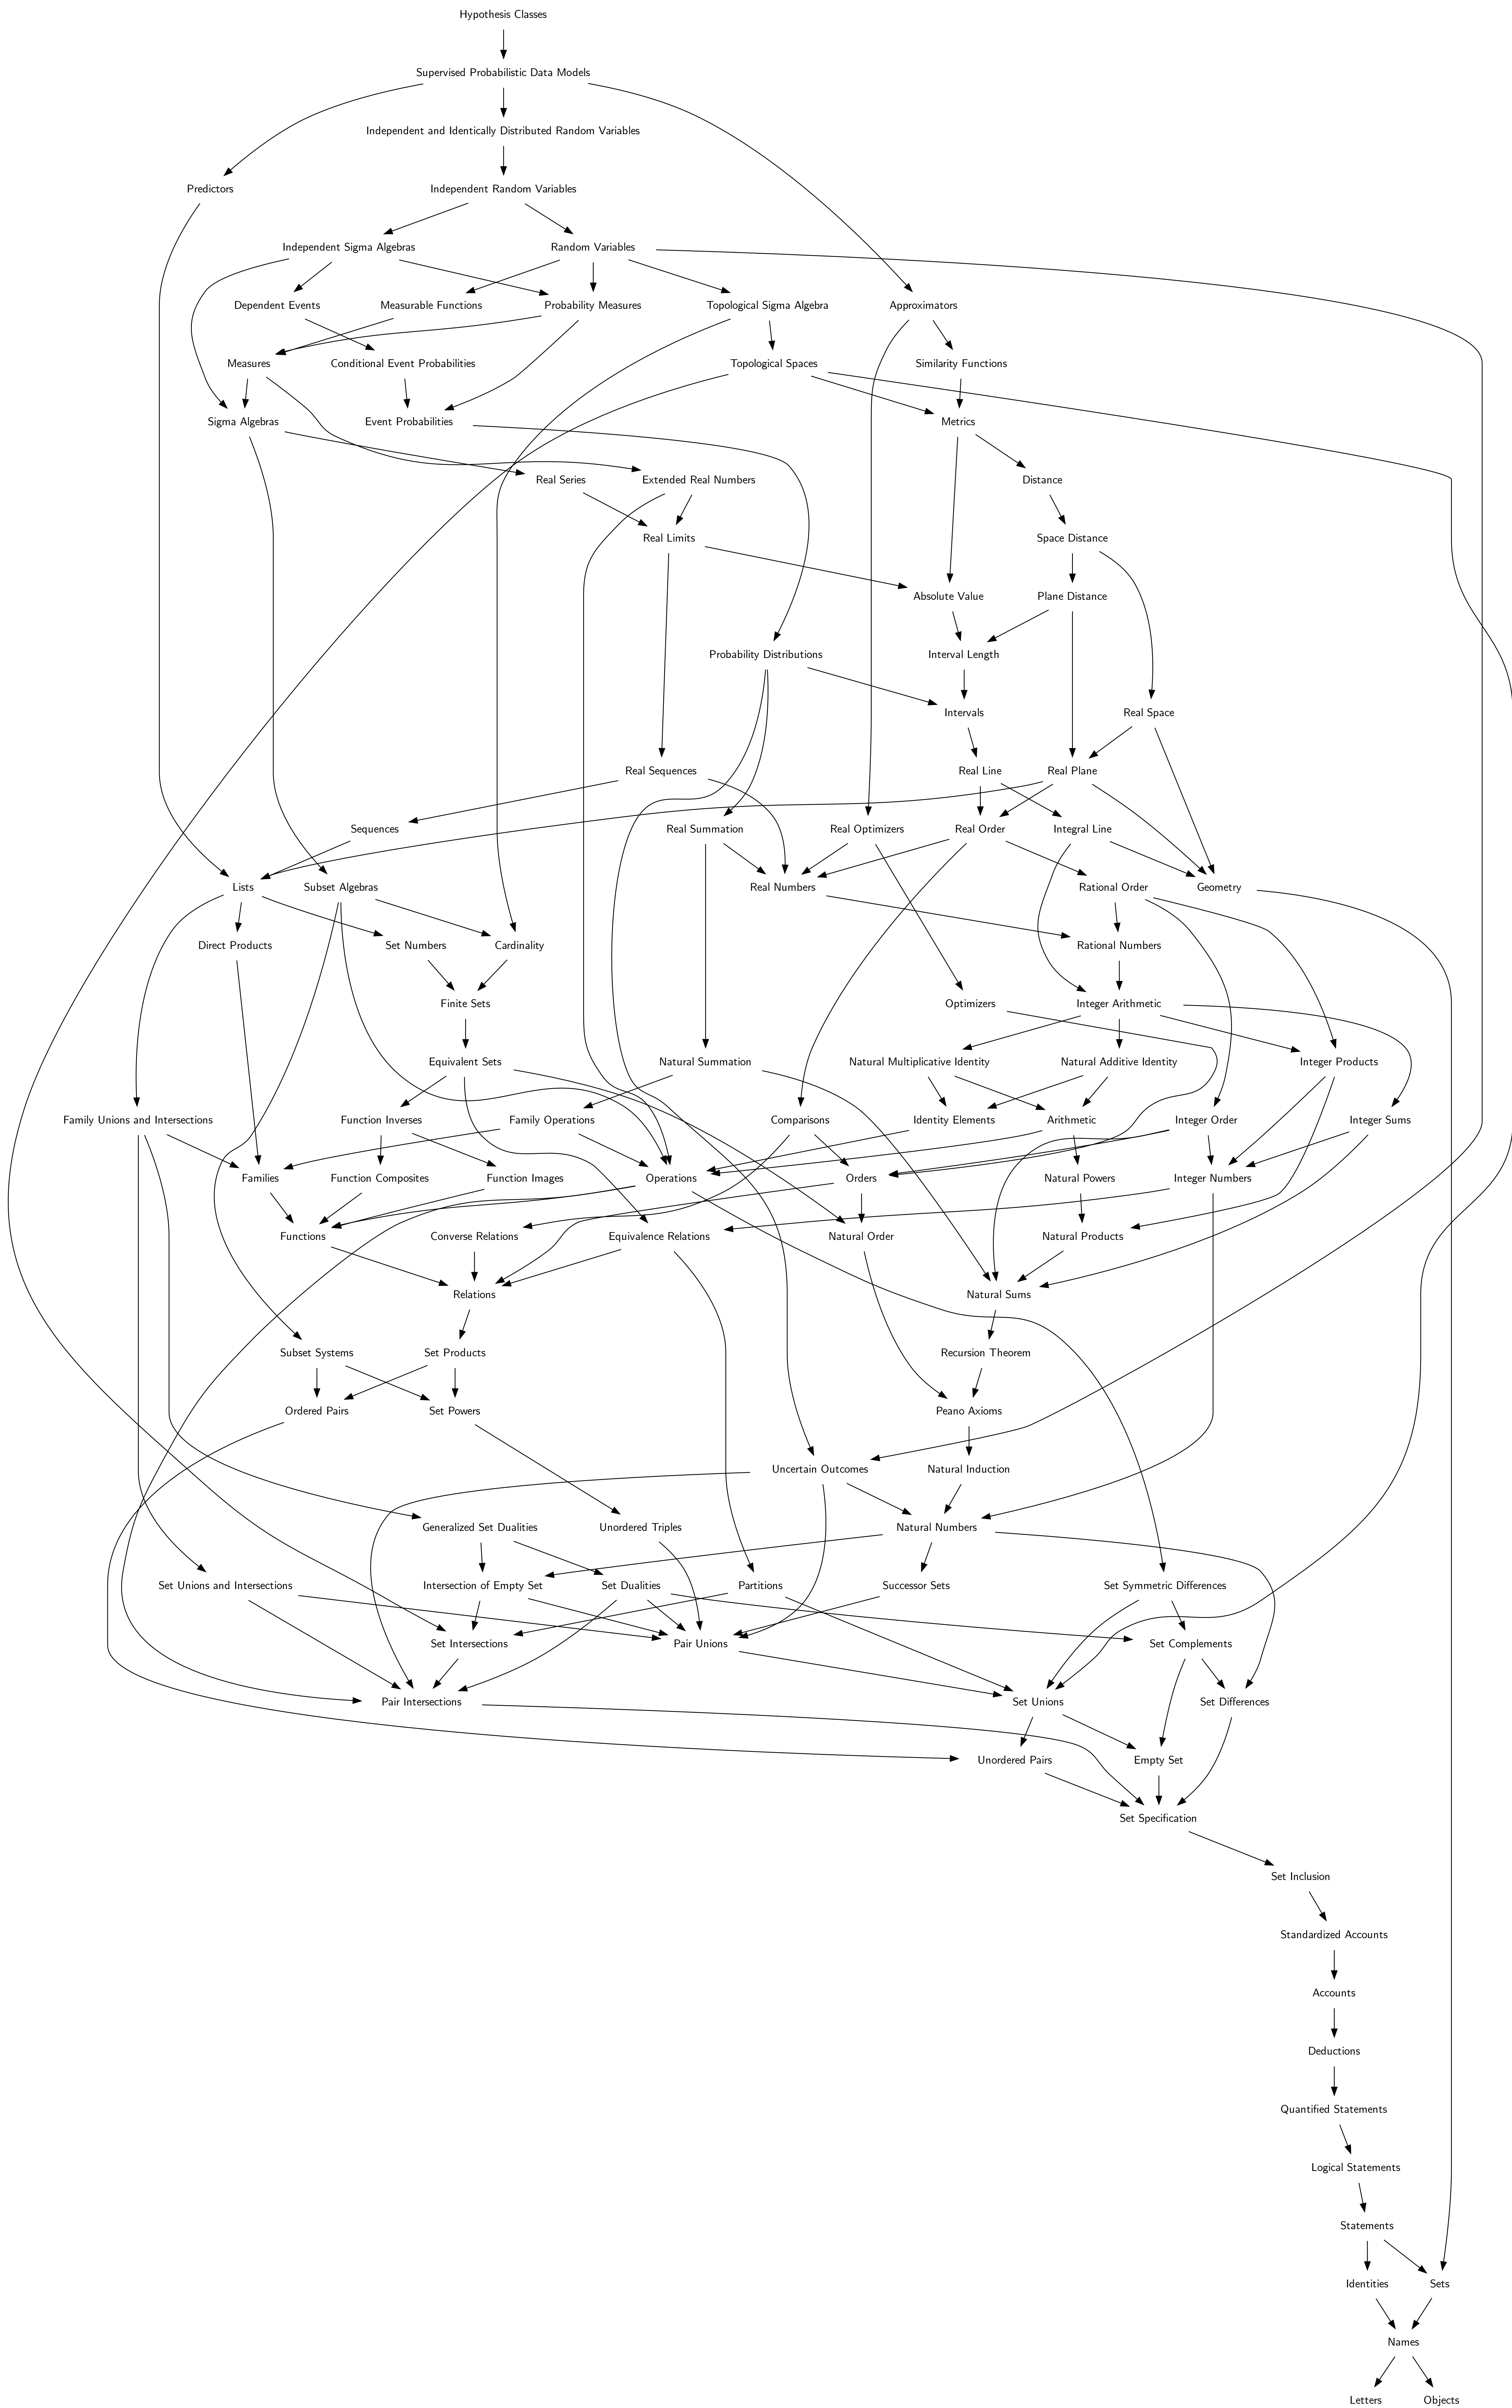 Hypothesis Classes
Supervised Probabilistic Data Models
Independent and Identically Distributed Random Variables
Predictors
Independent Random Variables
Independent Sigma Algebras
Random Variables
Dependent Events
Measurable Functions
Probability Measures
Topological Sigma Algebra
Approximators
Measures
Conditional Event Probabilities
Topological Spaces
Similarity Functions
Sigma Algebras
Event Probabilities
Metrics
Real Series
Extended Real Numbers
Distance
Real Limits
Space Distance
Absolute Value
Plane Distance
Probability Distributions
Interval Length
Intervals
Real Space
Real Sequences
Real Line
Real Plane
Sequences
Real Summation
Real Optimizers
Real Order
Integral Line
Lists
Subset Algebras
Real Numbers
Rational Order
Geometry
Direct Products
Set Numbers
Cardinality
Rational Numbers
Finite Sets
Optimizers
Integer Arithmetic
Equivalent Sets
Natural Summation
Natural Multiplicative Identity
Natural Additive Identity
Integer Products
Family Unions and Intersections
Function Inverses
Family Operations
Comparisons
Identity Elements
Arithmetic
Integer Order
Integer Sums
Families
Function Composites
Function Images
Operations
Orders
Natural Powers
Integer Numbers
Functions
Converse Relations
Equivalence Relations
Natural Order
Natural Products
Relations
Natural Sums
Subset Systems
Set Products
Recursion Theorem
Ordered Pairs
Set Powers
Peano Axioms
Uncertain Outcomes
Natural Induction
Generalized Set Dualities
Unordered Triples
Natural Numbers
Set Unions and Intersections
Intersection of Empty Set
Set Dualities
Partitions
Successor Sets
Set Symmetric Differences
Set Intersections
Pair Unions
Set Complements
Pair Intersections
Set Unions
Set Differences
Unordered Pairs
Empty Set
Set Specification
Set Inclusion
Standardized Accounts
Accounts
Deductions
Quantified Statements
Logical Statements
Statements
Identities
Sets
Names
Letters
Objects